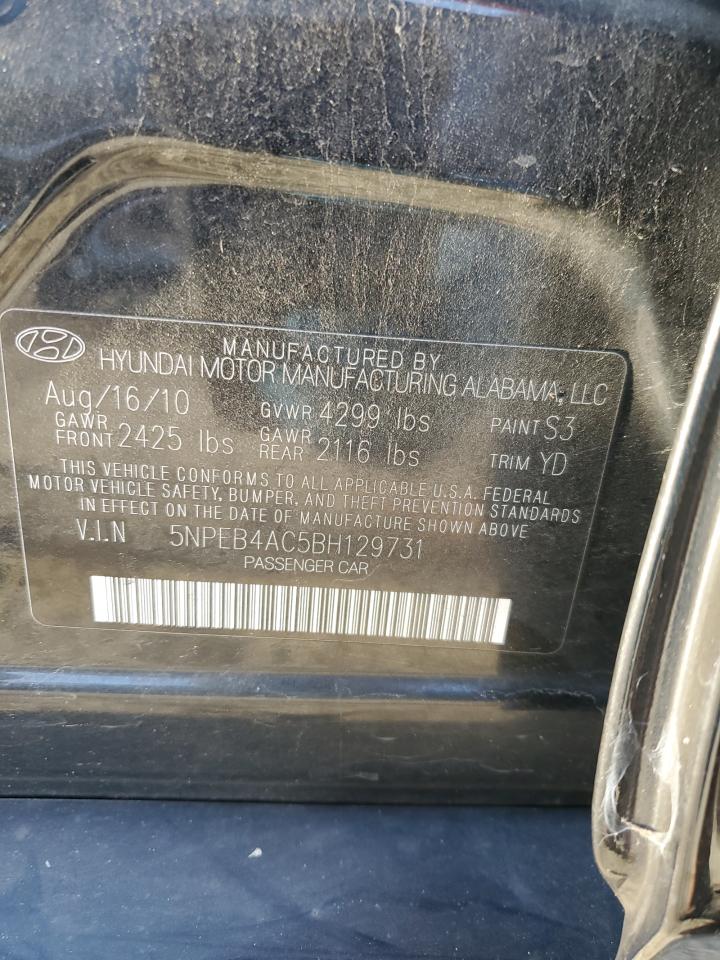 MANUFACTURED BY
HYUNDAI MOTOR MANUFACTURING ALABAMA, LLC
Aug/16/10 GVWR 4299 lbs PAINT S3
GAWR FRONT 2425 lbs GAWR REAR 2116 lbs TRIM YD
THIS VEHICLE CONFORMS TO ALL APPLICABLE U.S.A. FEDERAL
MOTOR VEHICLE SAFETY, BUMPER, AND THEFT PREVENTION STANDARDS
IN EFFECT ON THE DATE OF MANUFACTURE SHOWN ABOVE
V.I.N 5NPEB4AC5BH129731
PASSENGER CAR